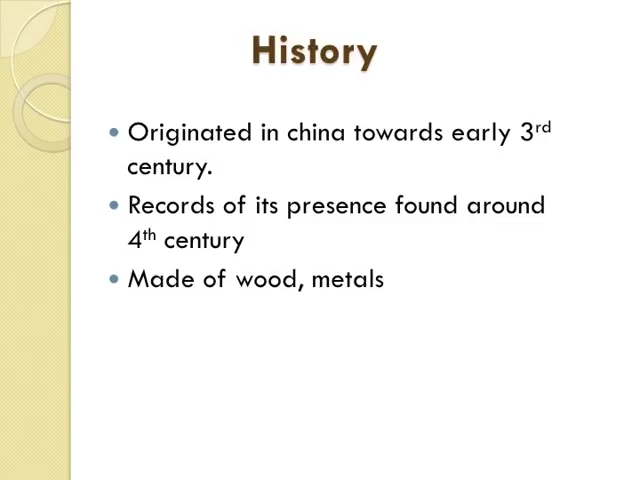 History
• Originated in china towards early 3rd
century.
• Records of its presence found around
4th century
• Made of wood, metals